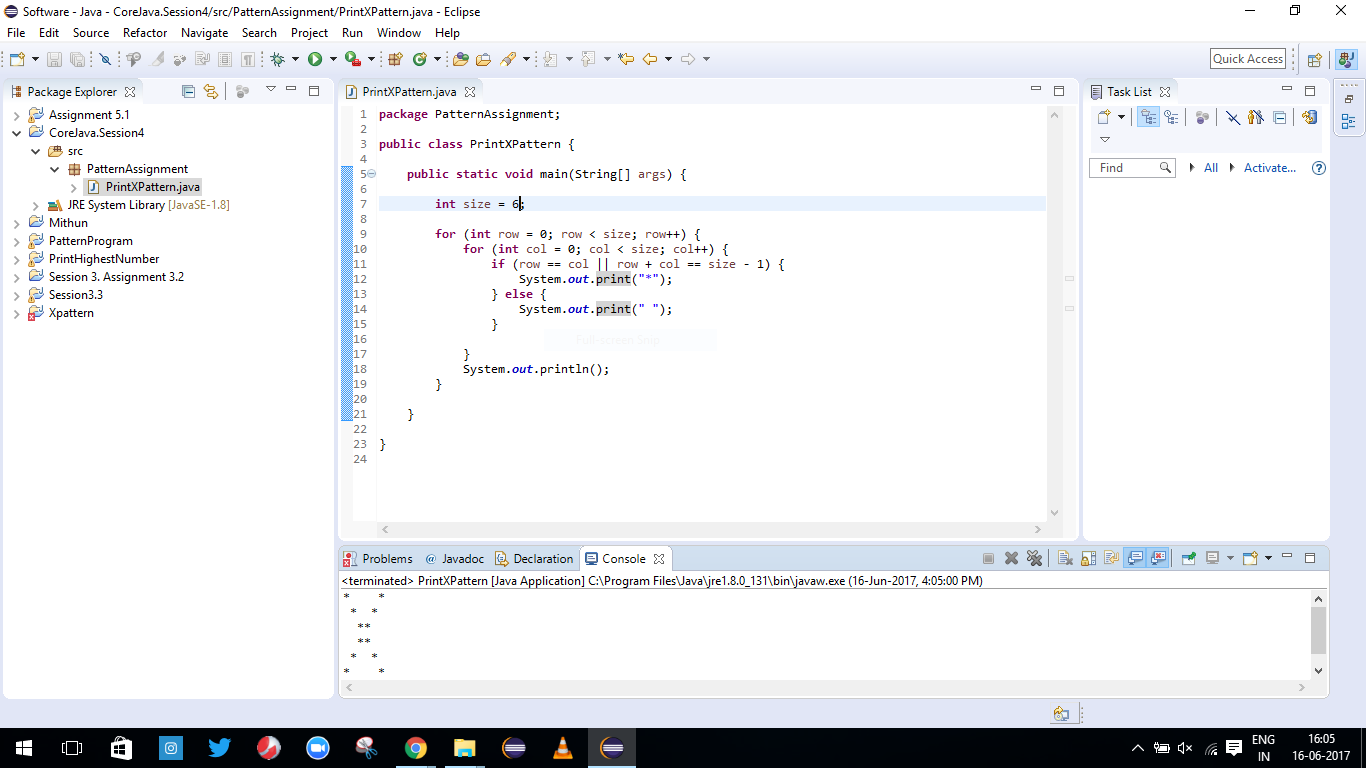 Software - Java - CoreJava.Session4/src/PatternAssignment/PrintXPattern.java - Eclipse
File Edit Source Refactor Navigate Search Project Run Window Help
Quick Access
Package Explorer
Assignment 5.1
CoreJava.Session4
src
PatternAssignment
PrintXPattern.java
JRE System Library [JavaSE-1.8]
Mithun
PatternProgram
PrintHighestNumber
Session 3. Assignment 3.2
Session3.3
Xpattern
PrintXPattern.java
1 package PatternAssignment;
2
3 public class PrintXPattern {
4
5     public static void main(String[] args) {
6
7         int size = 6;
8
9         for (int row = 0; row < size; row++) {
10             for (int col = 0; col < size; col++) {
11                 if (row == col || row + col == size - 1) {
12                     System.out.print("*");
13                 } else {
14                     System.out.print(" ");
15                 }
16
17             }
18             System.out.println();
19         }
20
21     }
22
23 }
24
Full-screen Snip
Task List
Find All Activate...
Problems @ Javadoc Declaration Console
<terminated> PrintXPattern [Java Application] C:\Program Files\Java\jre1.8.0_131\bin\javaw.exe (16-Jun-2017, 4:05:00 PM)
*    *
 *  *
  **
  **
 *  *
*    *
ENG
IN
16:05
16-06-2017